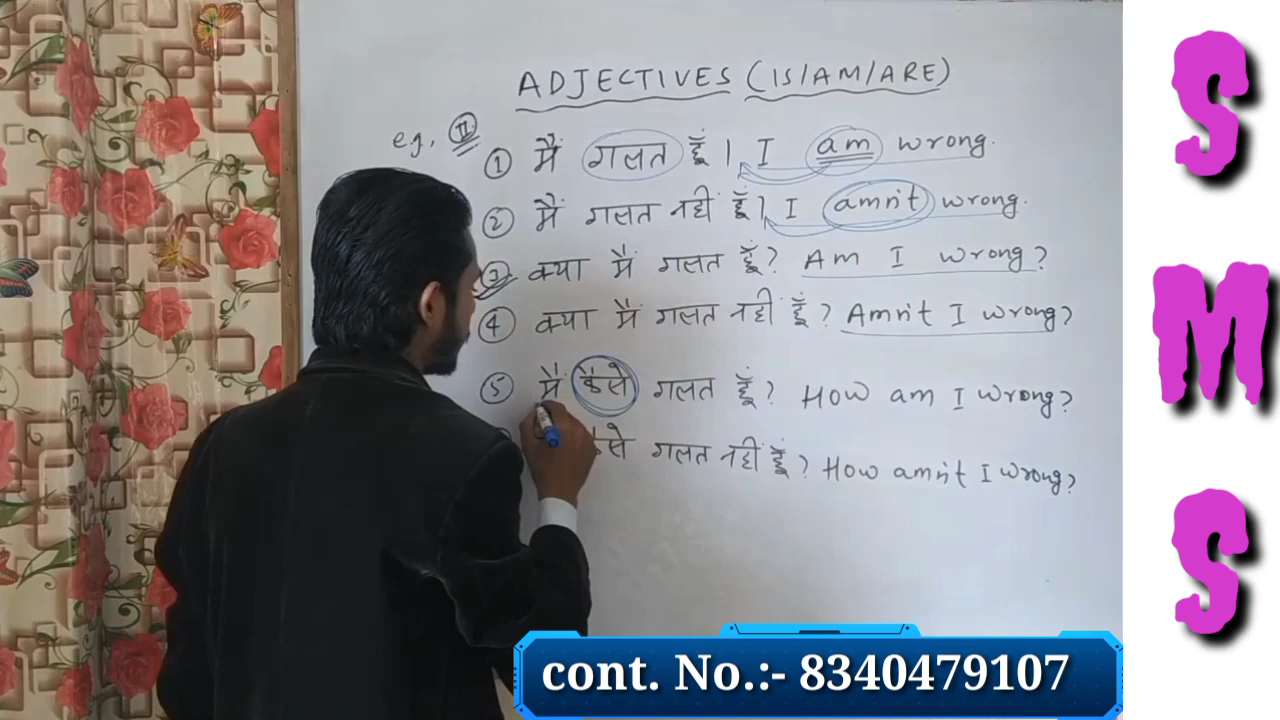 ADJECTIVES (IS/AM/ARE)
e.g, II
1 मैं गलत हूँ। I am wrong.
2 मैं गलत नहीं हूँ। I amn't wrong.
3 क्या मैं गलत हूँ? Am I wrong?
4 क्या मैं गलत नहीं हूँ? Amn't I wrong?
5 मैं कैसे गलत हूँ? How am I wrong?
कैसे गलत नहीं हूँ? How amn't I wrong?
cont. No.:- 8340479107
S
M
S